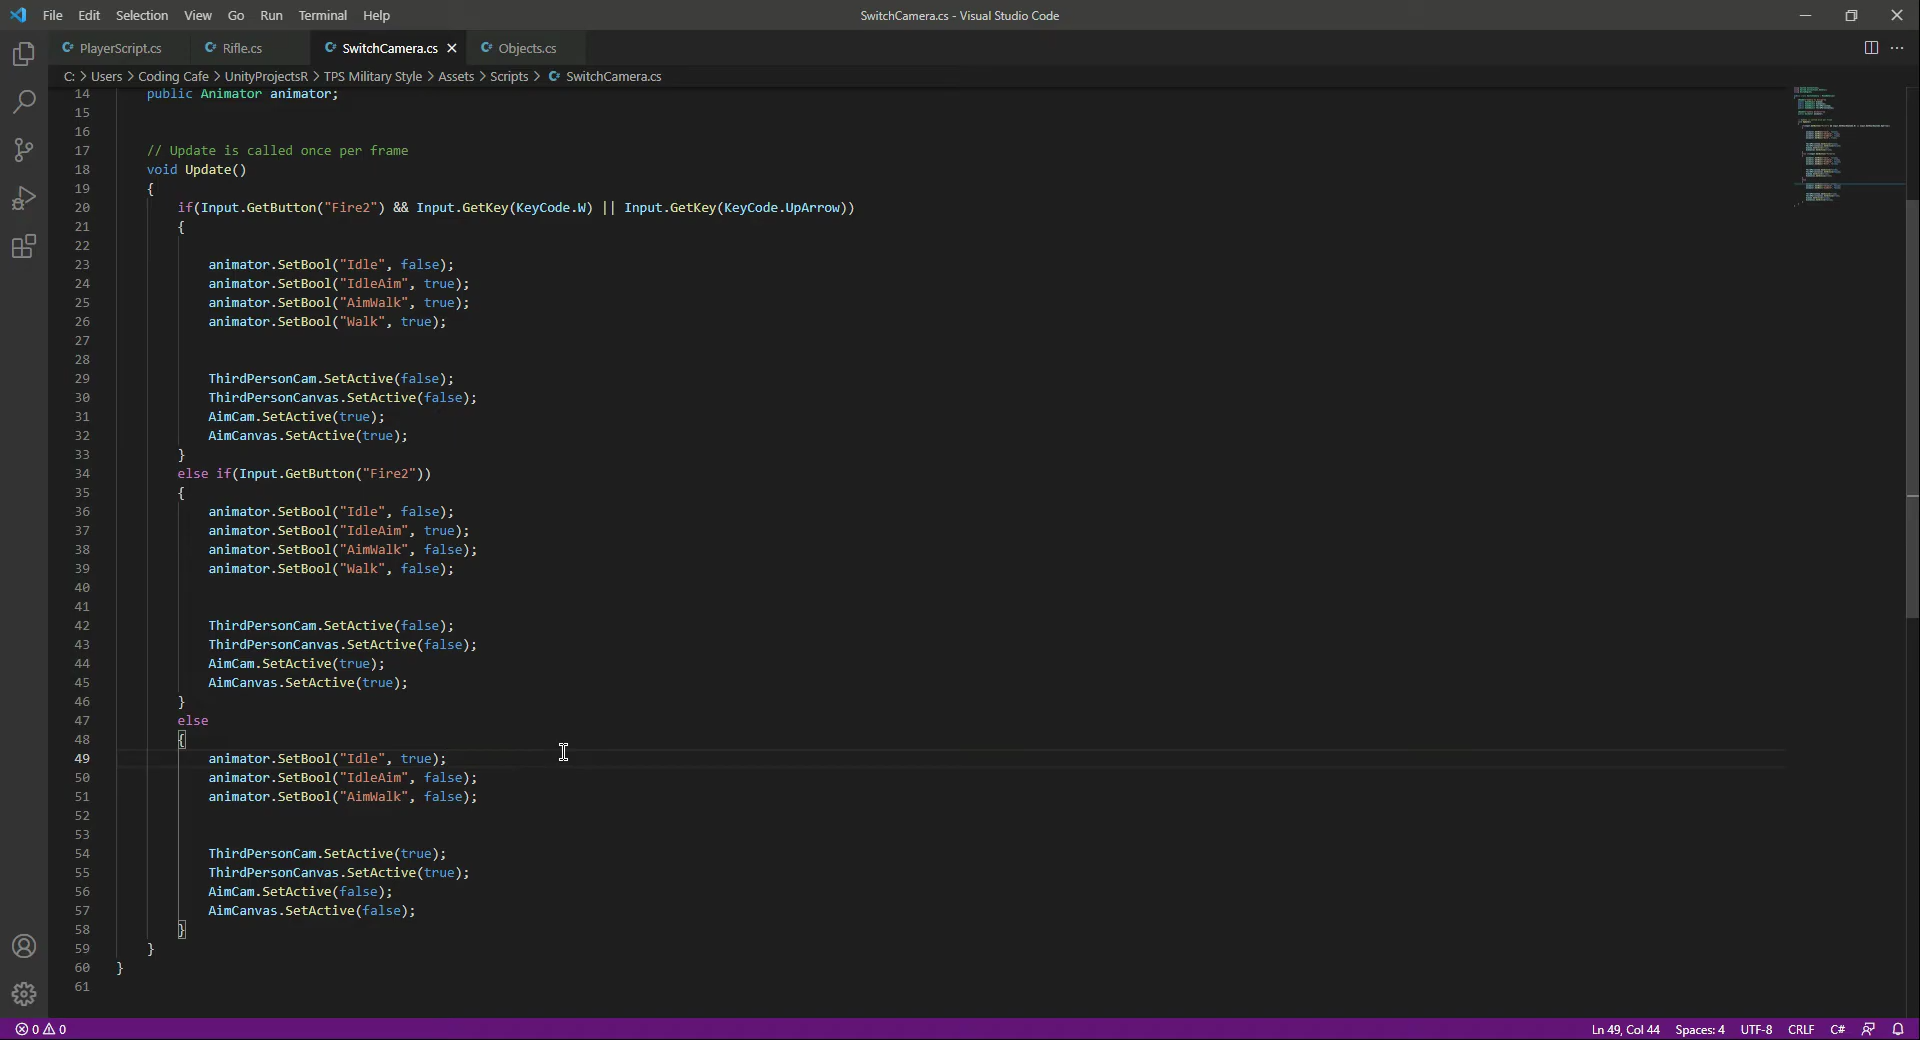 File Edit Selection View Go Run Terminal Help SwitchCamera.cs - Visual Studio Code
PlayerScript.cs Rifle.cs SwitchCamera.cs Objects.cs
C: > Users > Coding Cafe > UnityProjectsR > TPS Military Style > Assets > Scripts > SwitchCamera.cs
14 public Animator animator;
15
16
17 // Update is called once per frame
18 void Update()
19 {
20 if(Input.GetButton("Fire2") && Input.GetKey(KeyCode.W) || Input.GetKey(KeyCode.UpArrow))
21 {
22
23 animator.SetBool("Idle", false);
24 animator.SetBool("IdleAim", true);
25 animator.SetBool("AimWalk", true);
26 animator.SetBool("Walk", true);
27
28
29 ThirdPersonCam.SetActive(false);
30 ThirdPersonCanvas.SetActive(false);
31 AimCam.SetActive(true);
32 AimCanvas.SetActive(true);
33 }
34 else if(Input.GetButton("Fire2"))
35 {
36 animator.SetBool("Idle", false);
37 animator.SetBool("IdleAim", true);
38 animator.SetBool("AimWalk", false);
39 animator.SetBool("Walk", false);
40
41
42 ThirdPersonCam.SetActive(false);
43 ThirdPersonCanvas.SetActive(false);
44 AimCam.SetActive(true);
45 AimCanvas.SetActive(true);
46 }
47 else
48 {
49 animator.SetBool("Idle", true);
50 animator.SetBool("IdleAim", false);
51 animator.SetBool("AimWalk", false);
52
53
54 ThirdPersonCam.SetActive(true);
55 ThirdPersonCanvas.SetActive(true);
56 AimCam.SetActive(false);
57 AimCanvas.SetActive(false);
58 }
59 }
60 }
61
0 0 Ln 49, Col 44 Spaces: 4 UTF-8 CRLF C#